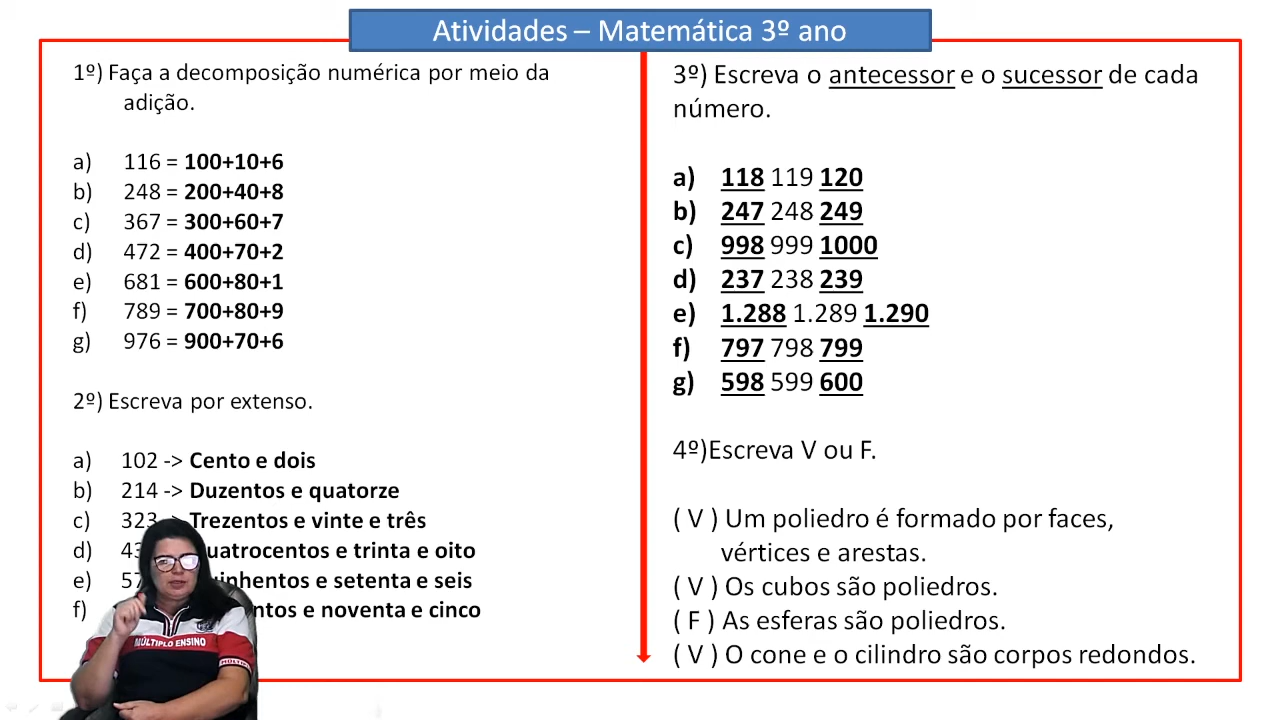 Atividades – Matemática 3º ano
1º) Faça a decomposição numérica por meio da
adição.
a) 116 = 100+10+6
b) 248 = 200+40+8
c) 367 = 300+60+7
d) 472 = 400+70+2
e) 681 = 600+80+1
f) 789 = 700+80+9
g) 976 = 900+70+6
2º) Escreva por extenso.
a) 102 -> Cento e dois
b) 214 -> Duzentos e quatorze
c) 323 -> Trezentos e vinte e três
d) e trinta e oito
e) e setenta e seis
f) e noventa e cinco
MÚLTIPLO ENSINO
3º) Escreva o antecessor e o sucessor de cada
número.
a) 118 119 120
b) 247 248 249
c) 998 999 1000
d) 237 238 239
e) 1.288 1.289 1.290
f) 797 798 799
g) 598 599 600
4º)Escreva V ou F.
( V ) Um poliedro é formado por faces,
vértices e arestas.
( V ) Os cubos são poliedros.
( F ) As esferas são poliedros.
( V ) O cone e o cilindro são corpos redondos.